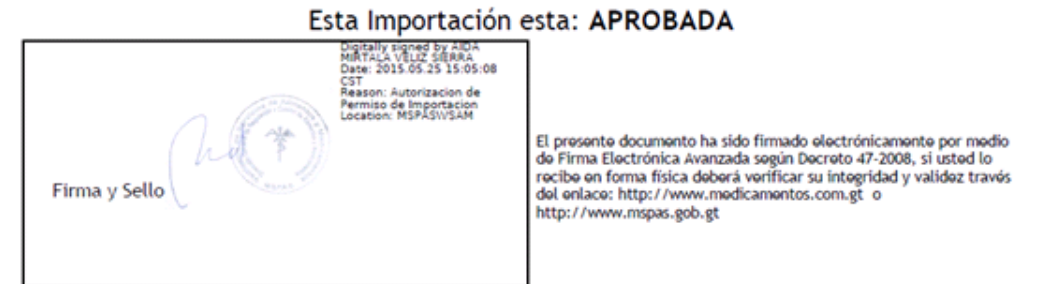 Esta Importación esta: APROBADA
Digitally signed by AIDA
MIRTALA VELIZ SIERRA
Date: 2015.05.25 15:05:08
CST
Reason: Autorizacion de
Permiso de Importacion
Location: MSPAS\VSAM
Firma y Sello
El presente documento ha sido firmado electrónicamente por medio
de Firma Electrónica Avanzada según Decreto 47-2008, si usted lo
recibe en forma física deberá verificar su integridad y validez través
del enlace: http://www.medicamentos.com.gt o
http://www.mspas.gob.gt